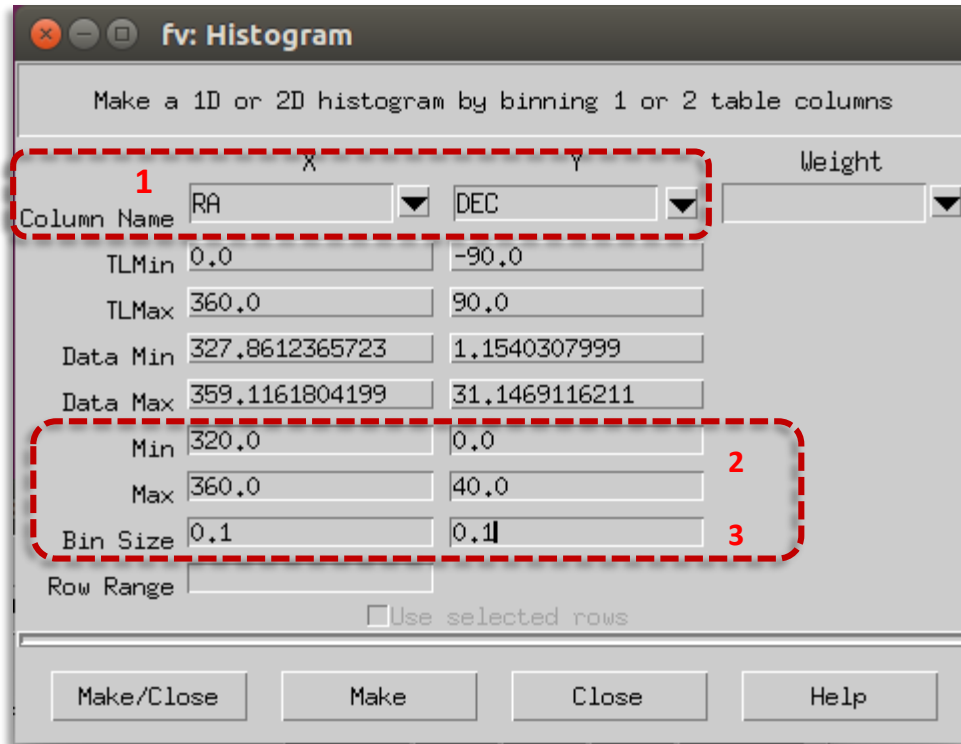 fv: Histogram
Make a 1D or 2D histogram by binning 1 or 2 table columns
X Y Weight
1
Column Name RA DEC
TLMin 0.0 -90.0
TLMax 360.0 90.0
Data Min 327.8612365723 1.1540307999
Data Max 359.1161804199 31.1469116211
Min 320.0 0.0 2
Max 360.0 40.0
Bin Size 0.1 0.1 3
Row Range
Use selected rows
Make/Close Make Close Help